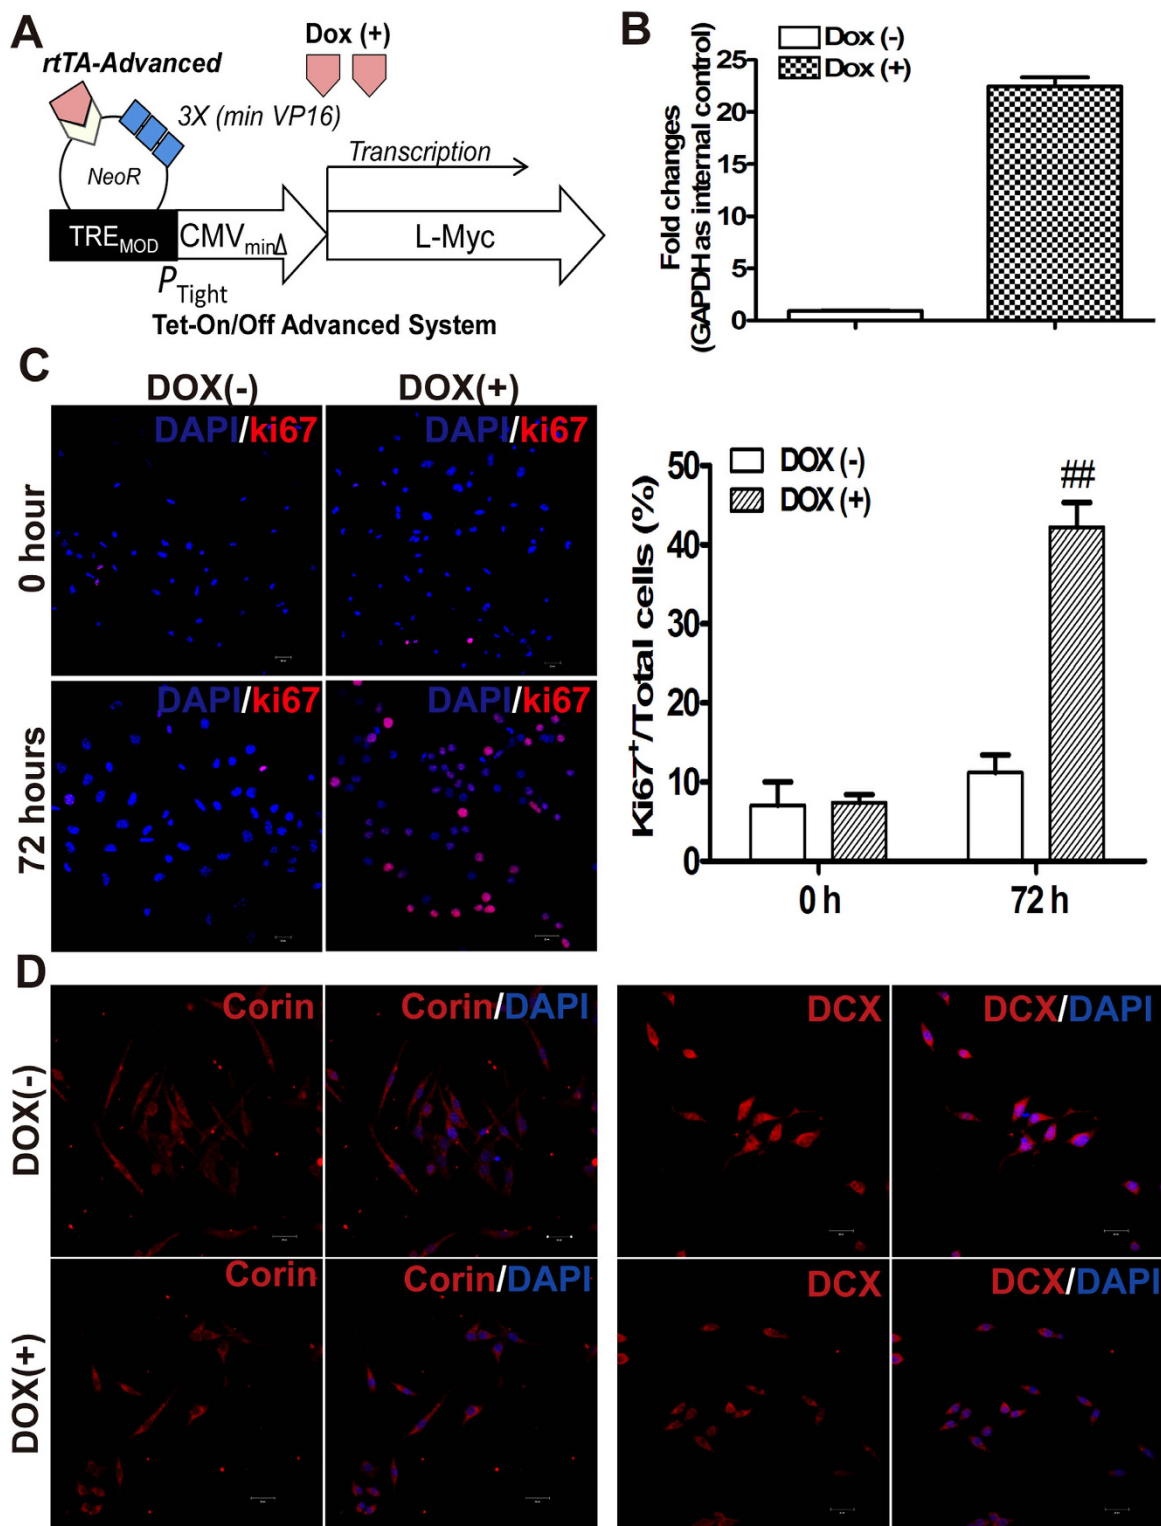 A
Dox (+)
rtTA-Advanced
3X (min VP16)
NeoR
Transcription
TREMOD
CMVminΔ
L-Myc
PTight
Tet-On/Off Advanced System
B
Dox (-)
Dox (+)
Fold changes
(GAPDH as internal control)
25
20
15
10
5
0
C
DOX(-)
DOX(+)
0 hour
DAPI/ki67
DAPI/ki67
72 hours
DAPI/ki67
DAPI/ki67
DOX (-)
DOX (+)
##
Ki67+/Total cells (%)
50
40
30
20
10
0
0 h
72 h
D
DOX(-)
Corin
Corin/DAPI
DCX
DCX/DAPI
DOX(+)
Corin
Corin/DAPI
DCX
DCX/DAPI